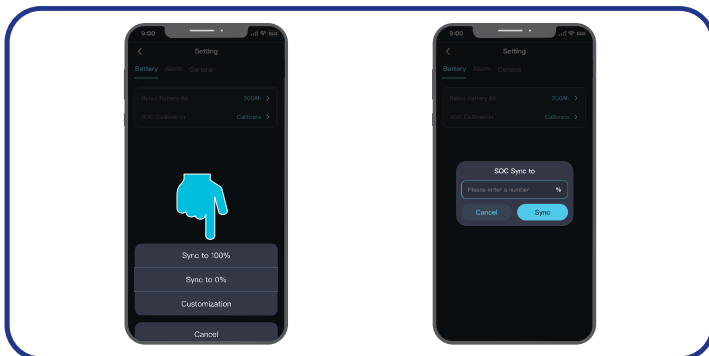 9:00
Setting
Battery Alarm General
Rated Battery Ah 300Ah >
SOC Calibration Calibrate >
Sync to 100%
Sync to 0%
Customization
Cancel
9:00
Setting
Battery Alarm General
Rated Battery Ah 300Ah >
SOC Calibration Calibrate >
SOC Sync to
Please enter a number %
Cancel Sync